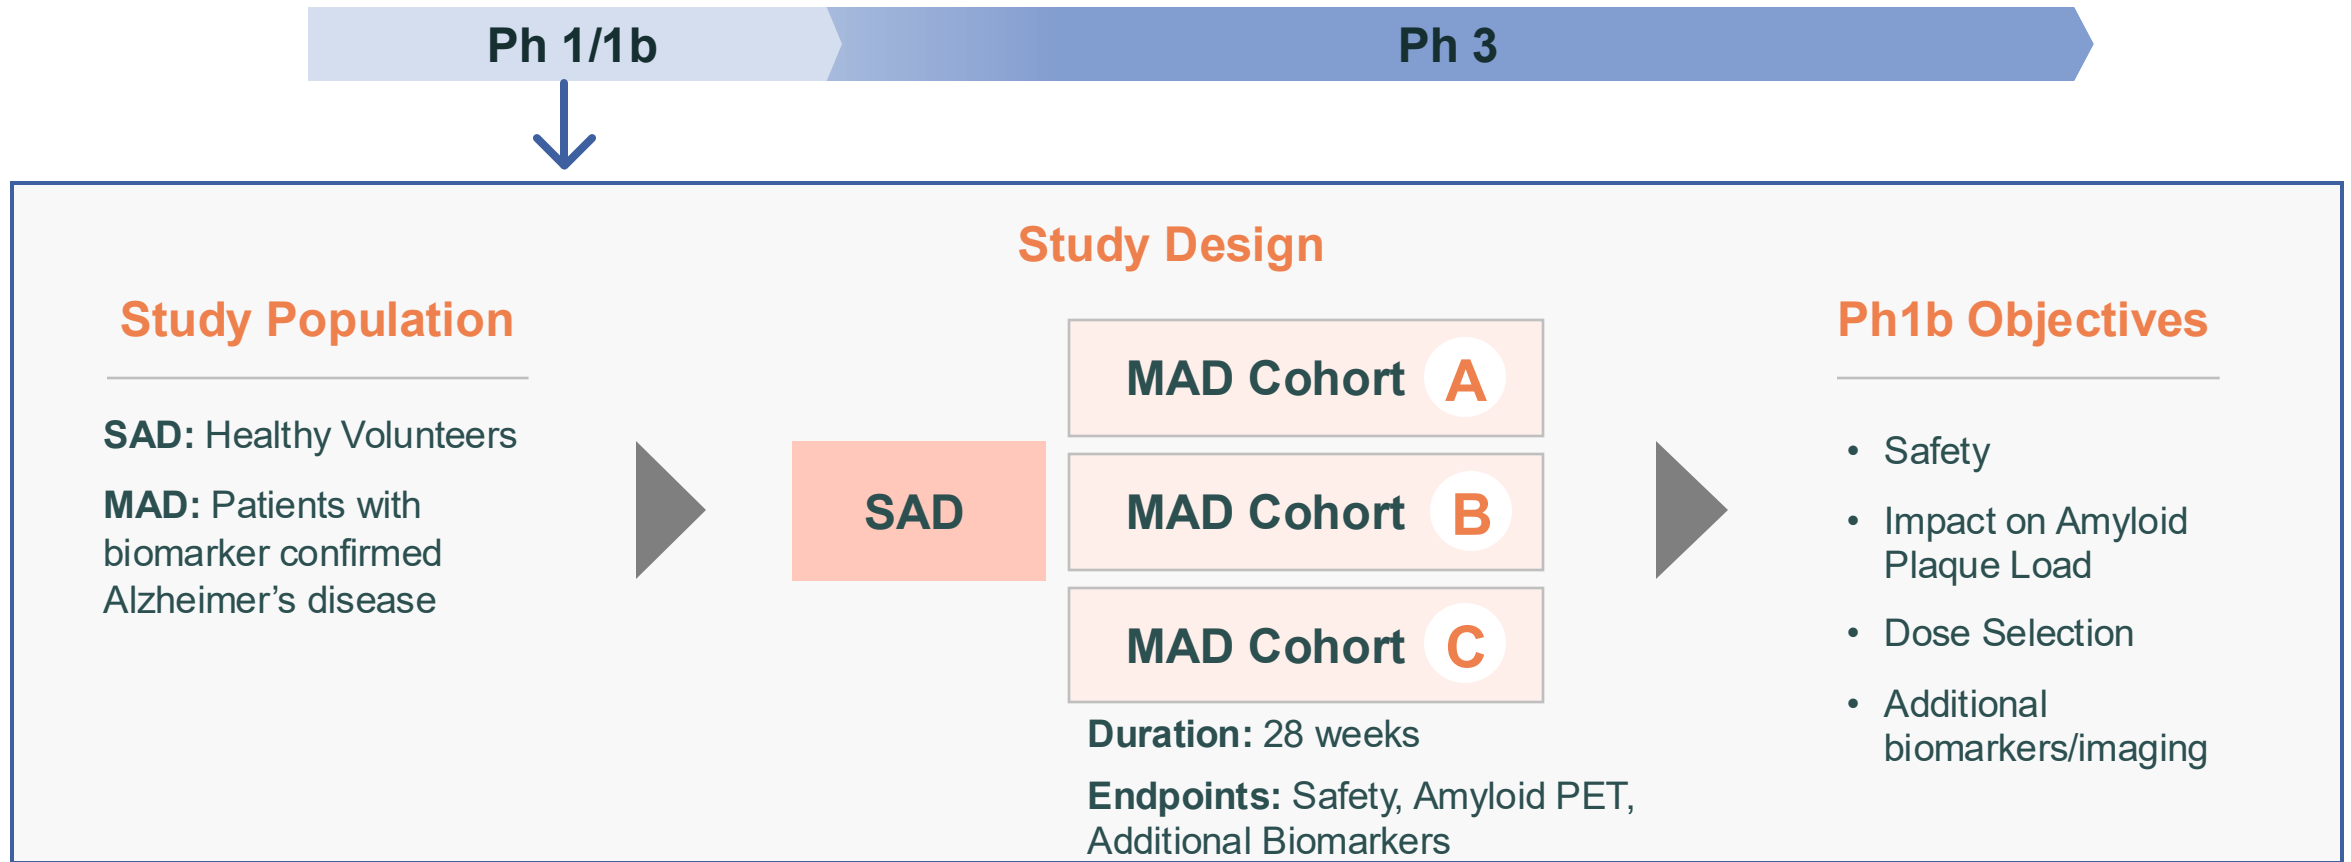 Ph 1/1b
Ph 3
Study Design
Study Population
SAD: Healthy Volunteers
MAD: Patients with
biomarker confirmed
Alzheimer’s disease
SAD
MAD Cohort A
MAD Cohort B
MAD Cohort C
Duration: 28 weeks
Endpoints: Safety, Amyloid PET,
Additional Biomarkers
Ph1b Objectives
• Safety
• Impact on Amyloid
Plaque Load
• Dose Selection
• Additional
biomarkers/imaging